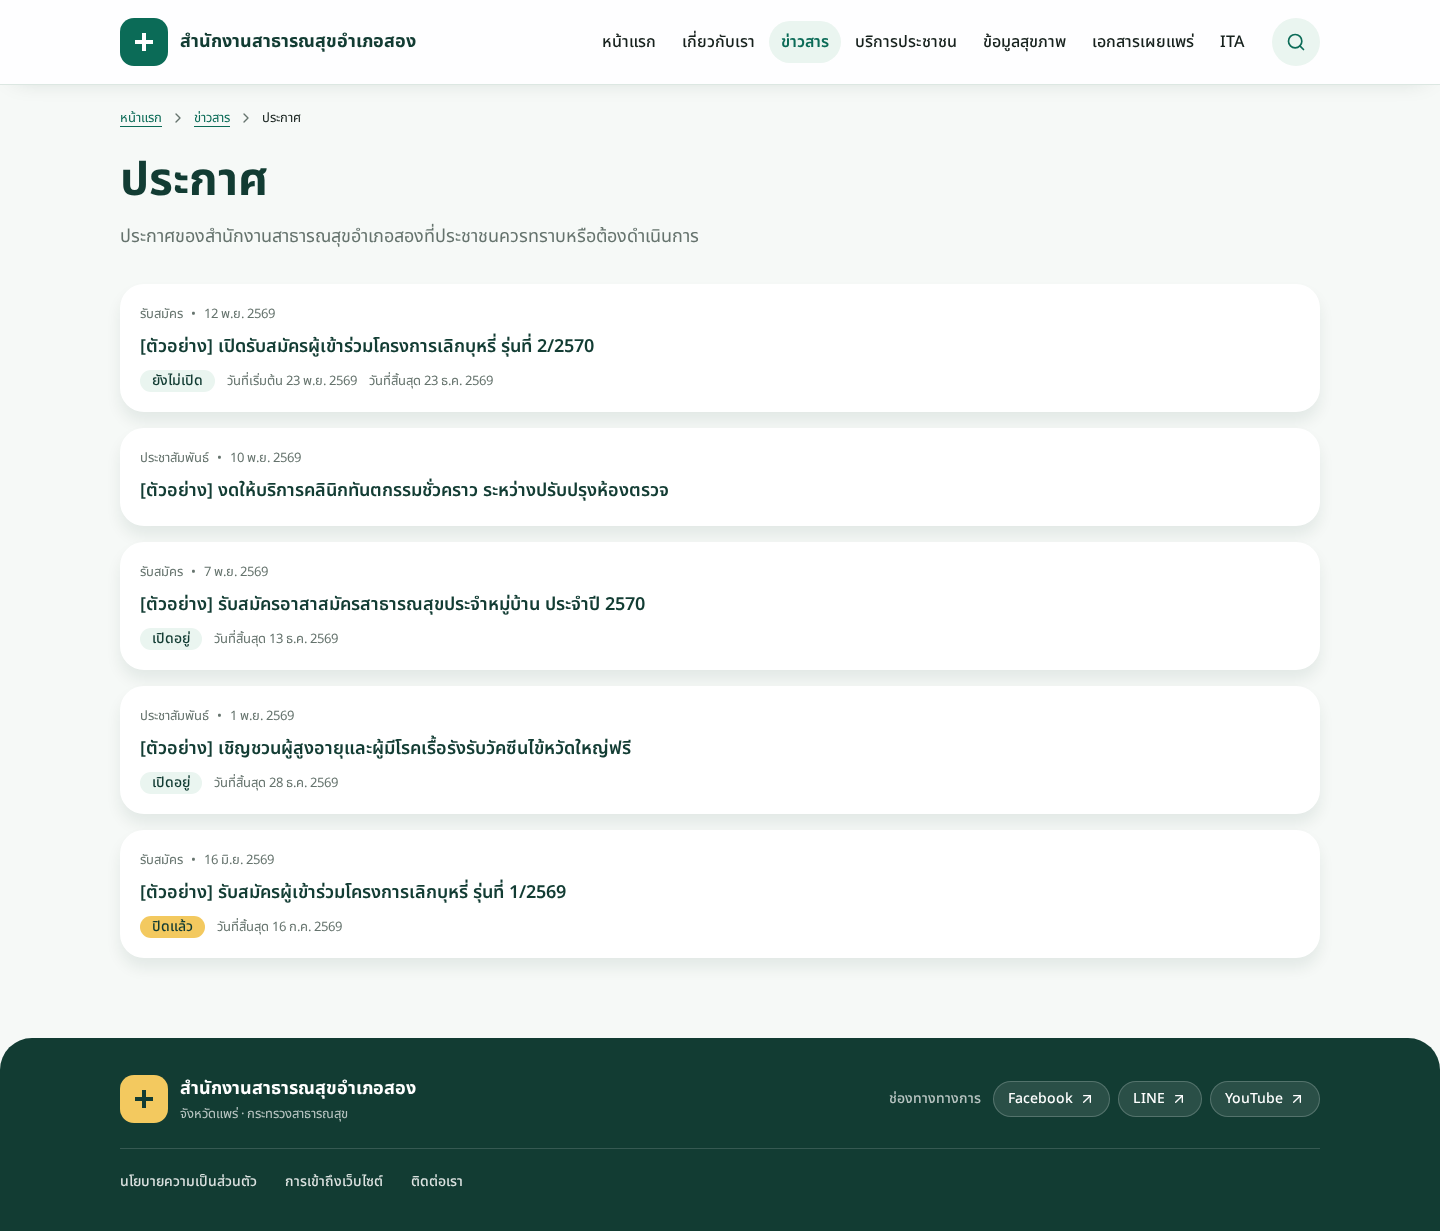 สำนักงานสาธารณสุขอำเภอสอง
หน้าแรก เกี่ยวกับเรา ข่าวสาร บริการประชาชน ข้อมูลสุขภาพ เอกสารเผยแพร่ ITA
หน้าแรก ข่าวสาร ประกาศ
ประกาศ
ประกาศของสำนักงานสาธารณสุขอำเภอสองที่ประชาชนควรทราบหรือต้องดำเนินการ
รับสมัคร • 12 พ.ย. 2569
[ตัวอย่าง] เปิดรับสมัครผู้เข้าร่วมโครงการเลิกบุหรี่ รุ่นที่ 2/2570
ยังไม่เปิด วันที่เริ่มต้น 23 พ.ย. 2569 วันที่สิ้นสุด 23 ธ.ค. 2569
ประชาสัมพันธ์ • 10 พ.ย. 2569
[ตัวอย่าง] งดให้บริการคลินิกทันตกรรมชั่วคราว ระหว่างปรับปรุงห้องตรวจ
รับสมัคร • 7 พ.ย. 2569
[ตัวอย่าง] รับสมัครอาสาสมัครสาธารณสุขประจำหมู่บ้าน ประจำปี 2570
เปิดอยู่ วันที่สิ้นสุด 13 ธ.ค. 2569
ประชาสัมพันธ์ • 1 พ.ย. 2569
[ตัวอย่าง] เชิญชวนผู้สูงอายุและผู้มีโรคเรื้อรังรับวัคซีนไข้หวัดใหญ่ฟรี
เปิดอยู่ วันที่สิ้นสุด 28 ธ.ค. 2569
รับสมัคร • 16 มิ.ย. 2569
[ตัวอย่าง] รับสมัครผู้เข้าร่วมโครงการเลิกบุหรี่ รุ่นที่ 1/2569
ปิดแล้ว วันที่สิ้นสุด 16 ก.ค. 2569
สำนักงานสาธารณสุขอำเภอสอง
จังหวัดแพร่ · กระทรวงสาธารณสุข
ช่องทางทางการ Facebook LINE YouTube
นโยบายความเป็นส่วนตัว การเข้าถึงเว็บไซต์ ติดต่อเรา